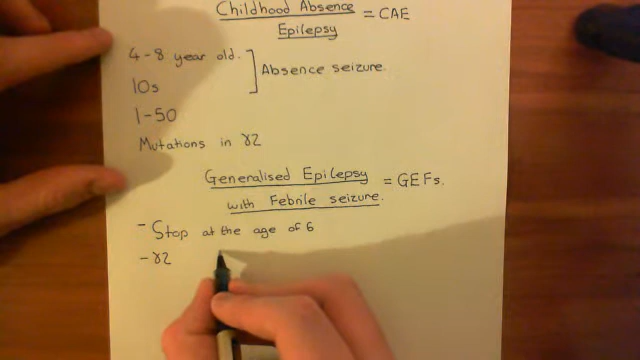 Childhood Absence = CAE
Epilepsy
4-8 year old.
10s
Absence seizure.
1-50
Mutations in γ2
Generalised Epilepsy = GEFs.
with Febrile seizure.
- Stop at the age of 6
- γ2